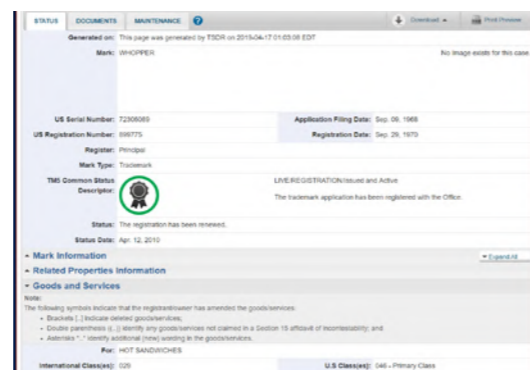 STATUS DOCUMENTS MAINTENANCE Download Print Preview
Generated on: This page was generated by TSDR on 2015-04-17 01:03:08 EDT
Mark: WHOPPER No Image exists for this case.
US Serial Number: 72306089 Application Filing Date: Sep. 09, 1968
US Registration Number: 899775 Registration Date: Sep. 29, 1970
Register: Principal
Mark Type: Trademark
TM5 Common Status Descriptor: LIVE/REGISTRATION/Issued and Active
The trademark application has been registered with the Office.
Status: The registration has been renewed.
Status Date: Apr. 12, 2010
Mark Information Expand All
Related Properties Information
Goods and Services
Note:
The following symbols indicate that the registrant/owner has amended the goods/services:
• Brackets [..] indicate deleted goods/services;
• Double parenthesis ((..)) identify any goods/services not claimed in a Section 15 affidavit of incontestability; and
• Asterisks *..* identify additional (new) wording in the goods/services.
For: HOT SANDWICHES
International Class(es): 029 U.S Class(es): 046 - Primary Class